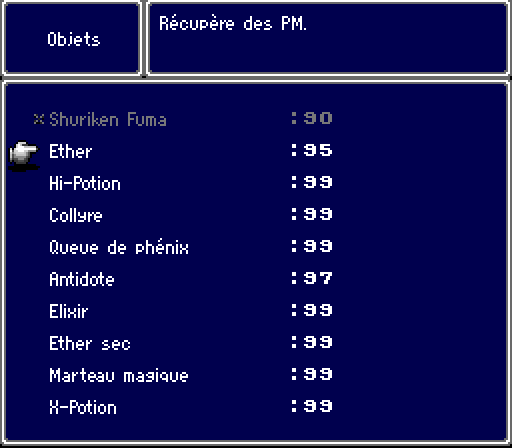 Objets
Récupère des PM.
Shuriken Fuma :90
Ether :95
Hi-Potion :99
Collyre :99
Queue de phénix :99
Antidote :97
Elixir :99
Ether sec :99
Marteau magique :99
X-Potion :99